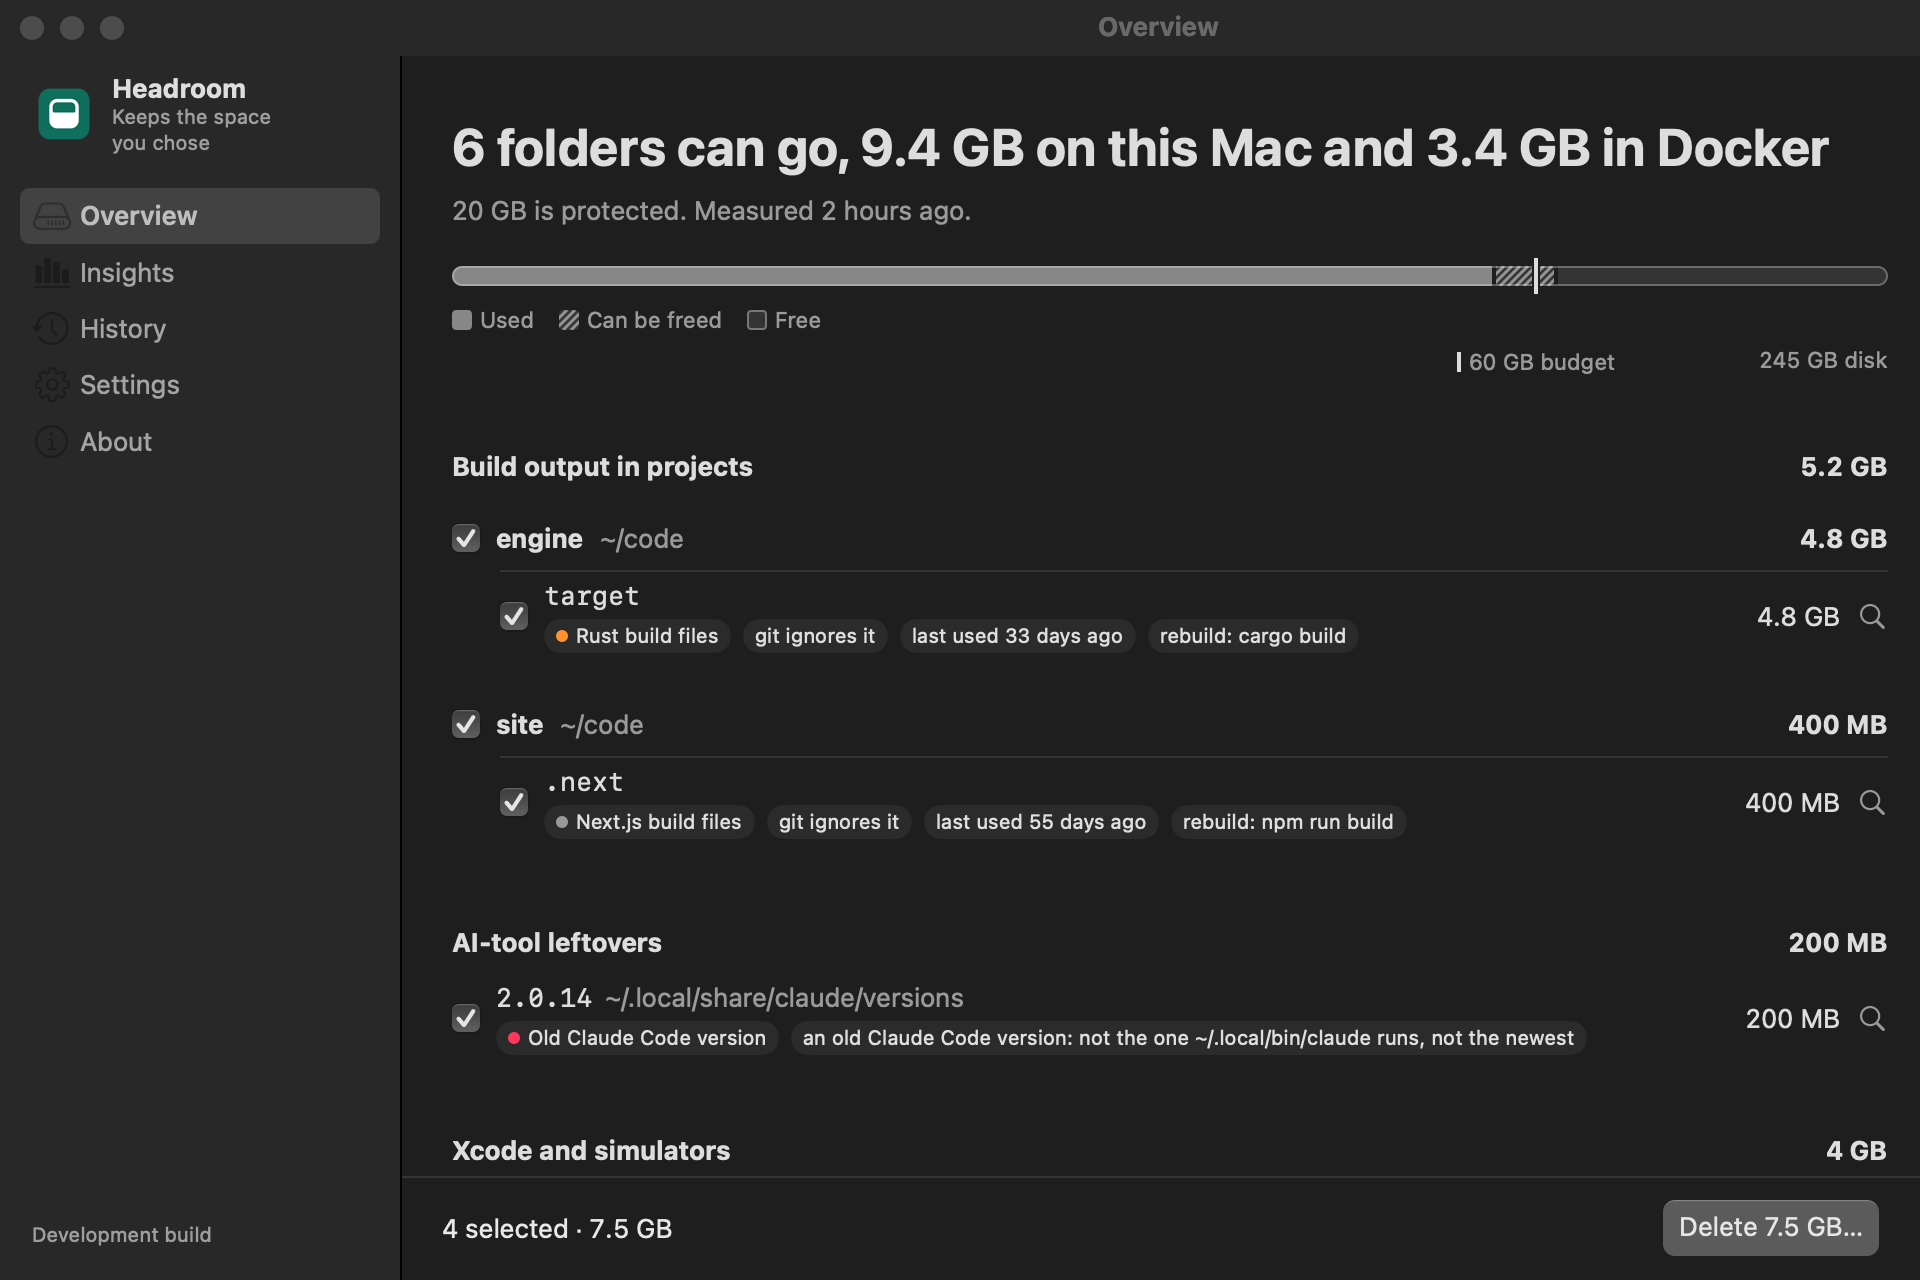 Overview
Headroom
Keeps the space
you chose
Overview
Insights
History
Settings
About
Development build
6 folders can go, 9.4 GB on this Mac and 3.4 GB in Docker
20 GB is protected. Measured 2 hours ago.
Used Can be freed Free
60 GB budget 245 GB disk
Build output in projects 5.2 GB
engine ~/code 4.8 GB
target
Rust build files git ignores it last used 33 days ago rebuild: cargo build 4.8 GB
site ~/code 400 MB
.next
Next.js build files git ignores it last used 55 days ago rebuild: npm run build 400 MB
AI-tool leftovers 200 MB
2.0.14 ~/.local/share/claude/versions
Old Claude Code version an old Claude Code version: not the one ~/.local/bin/claude runs, not the newest 200 MB
Xcode and simulators 4 GB
4 selected · 7.5 GB Delete 7.5 GB...